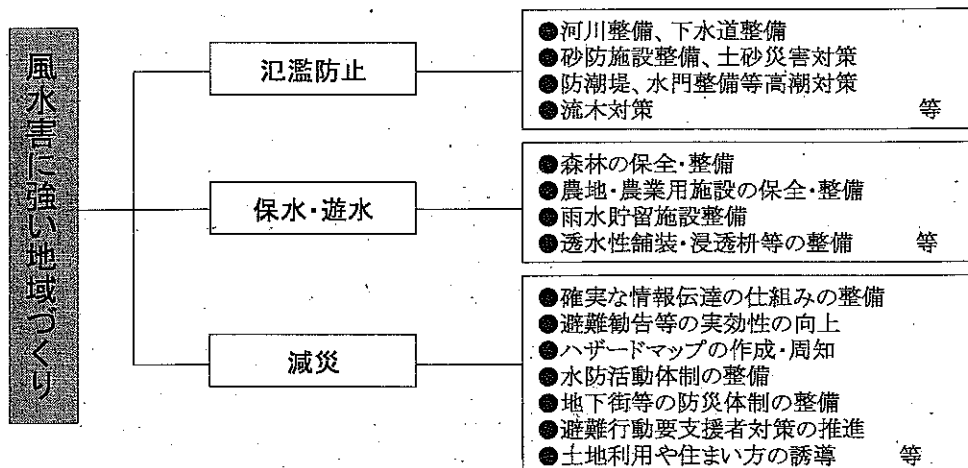 風水害に強い地域づくり
氾濫防止
●河川整備、下水道整備
●砂防施設整備、土砂災害対策
●防潮堤、水門整備等高潮対策
●流木対策 等
保水・遊水
●森林の保全・整備
●農地・農業用施設の保全・整備
●雨水貯留施設整備
●透水性舗装・浸透枡等の整備 等
減災
●確実な情報伝達の仕組みの整備
●避難勧告等の実効性の向上
●ハザードマップの作成・周知
●水防活動体制の整備
●地下街等の防災体制の整備
●避難行動要支援者対策の推進
●土地利用や住まい方の誘導 等